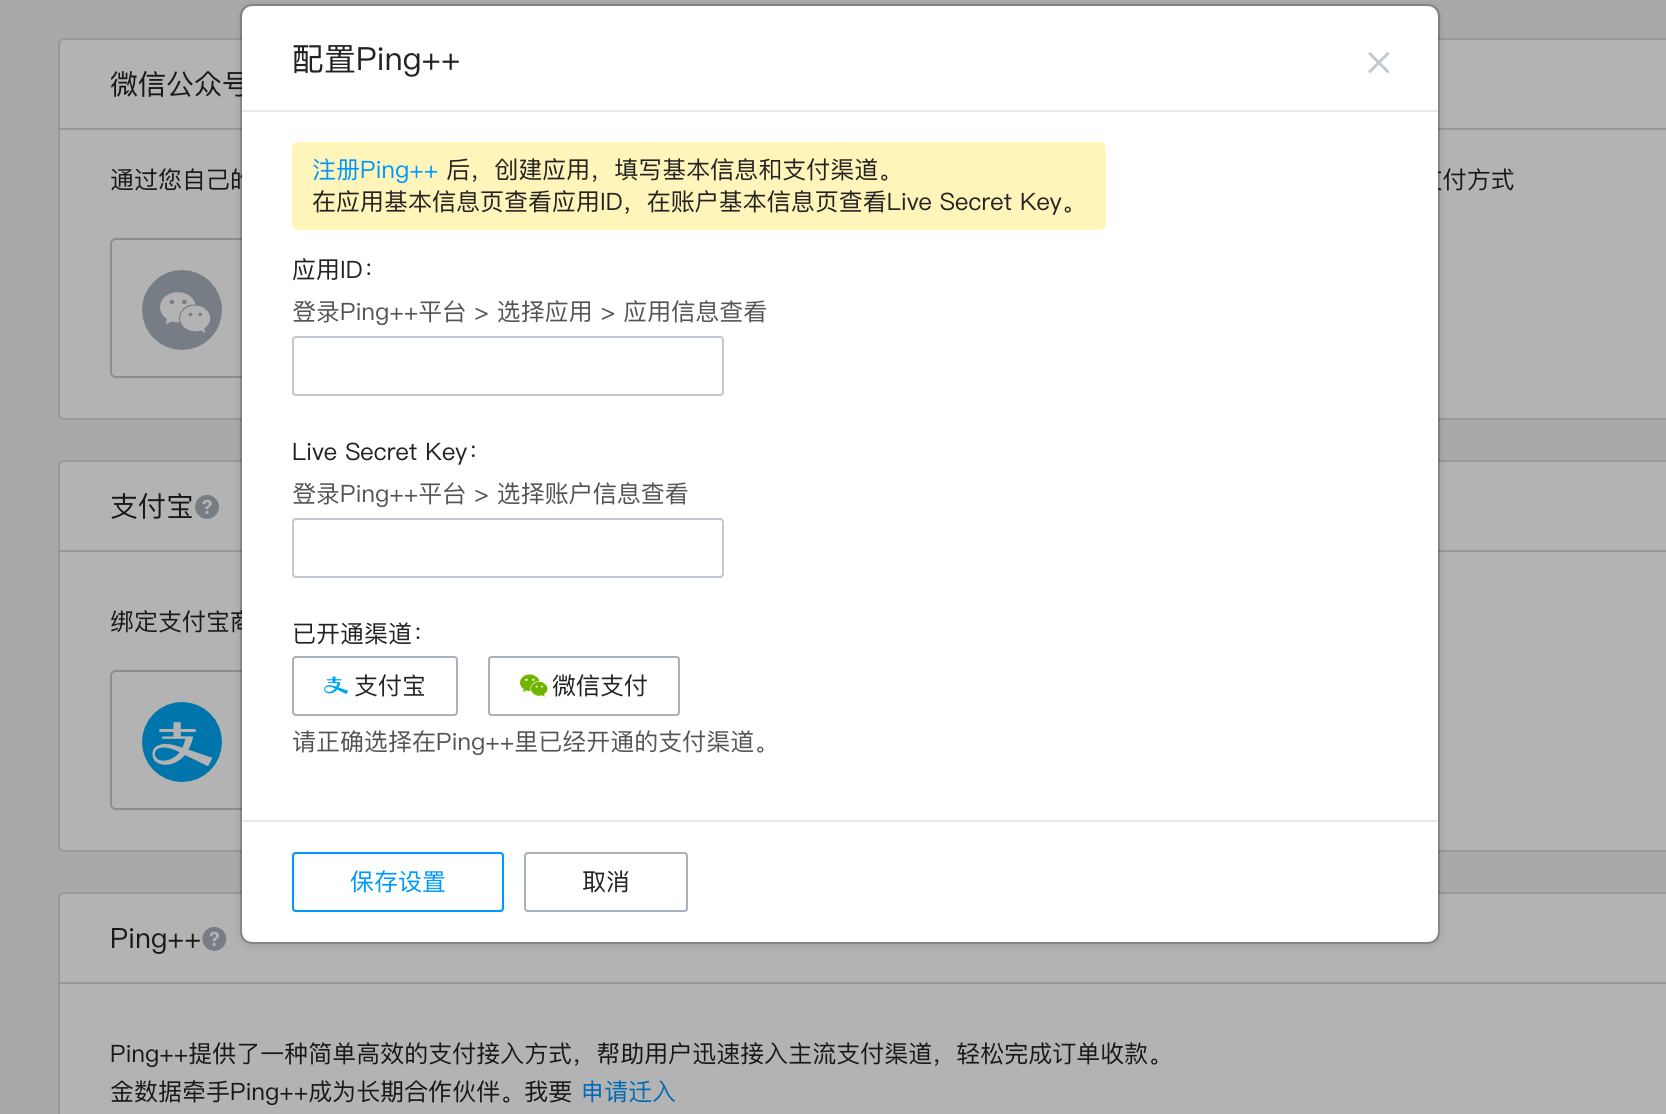 配置Ping++
注册Ping++ 后，创建应用，填写基本信息和支付渠道。
在应用基本信息页查看应用ID，在账户基本信息页查看Live Secret Key。
应用ID：
登录Ping++平台 > 选择应用 > 应用信息查看
Live Secret Key：
登录Ping++平台 > 选择账户信息查看
已开通渠道：
支付宝
微信支付
请正确选择在Ping++里已经开通的支付渠道。
保存设置
取消
微信公众号
通过您自己的
付方式
支付宝
?
绑定支付宝
Ping++
?
Ping++提供了一种简单高效的支付接入方式，帮助用户迅速接入主流支付渠道，轻松完成订单收款。
金数据牵手Ping++成为长期合作伙伴。我要 申请迁入